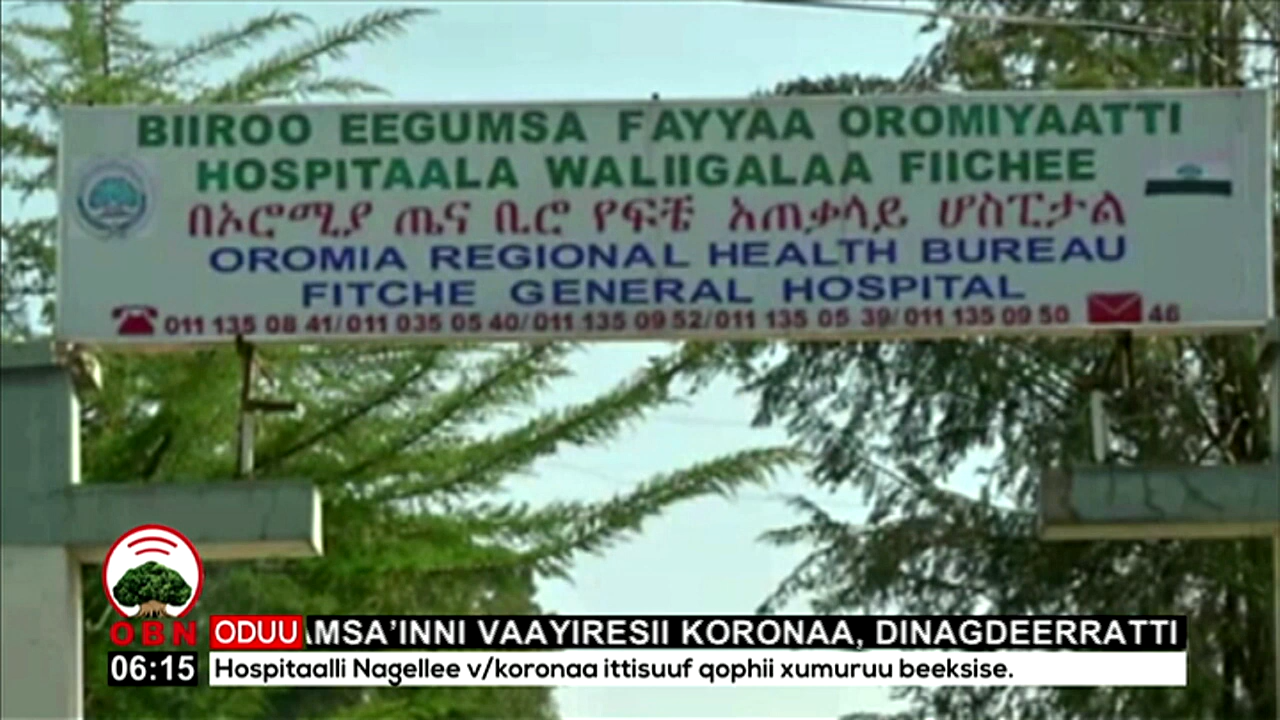 BIIROO EEGUMSA FAYYAA OROMIYAATTI
HOSPITAALA WALIIGALAA FIICHEE
በኦሮሚያ ጤና ቢሮ የፍቼ አጠቃላይ ሆስፒታል
OROMIA REGIONAL HEALTH BUREAU
FITCHE GENERAL HOSPITAL
011 135 08 41/011 035 05 40/011 135 09 52/011 135 05 39/011 135 09 50 46
OBN
ODUU AMSA'INNI VAAYIRESII KORONAA, DINAGDEERRATTI
06:15 Hospitaalli Nagellee v/koronaa ittisuuf qophii xumuruu beeksise.